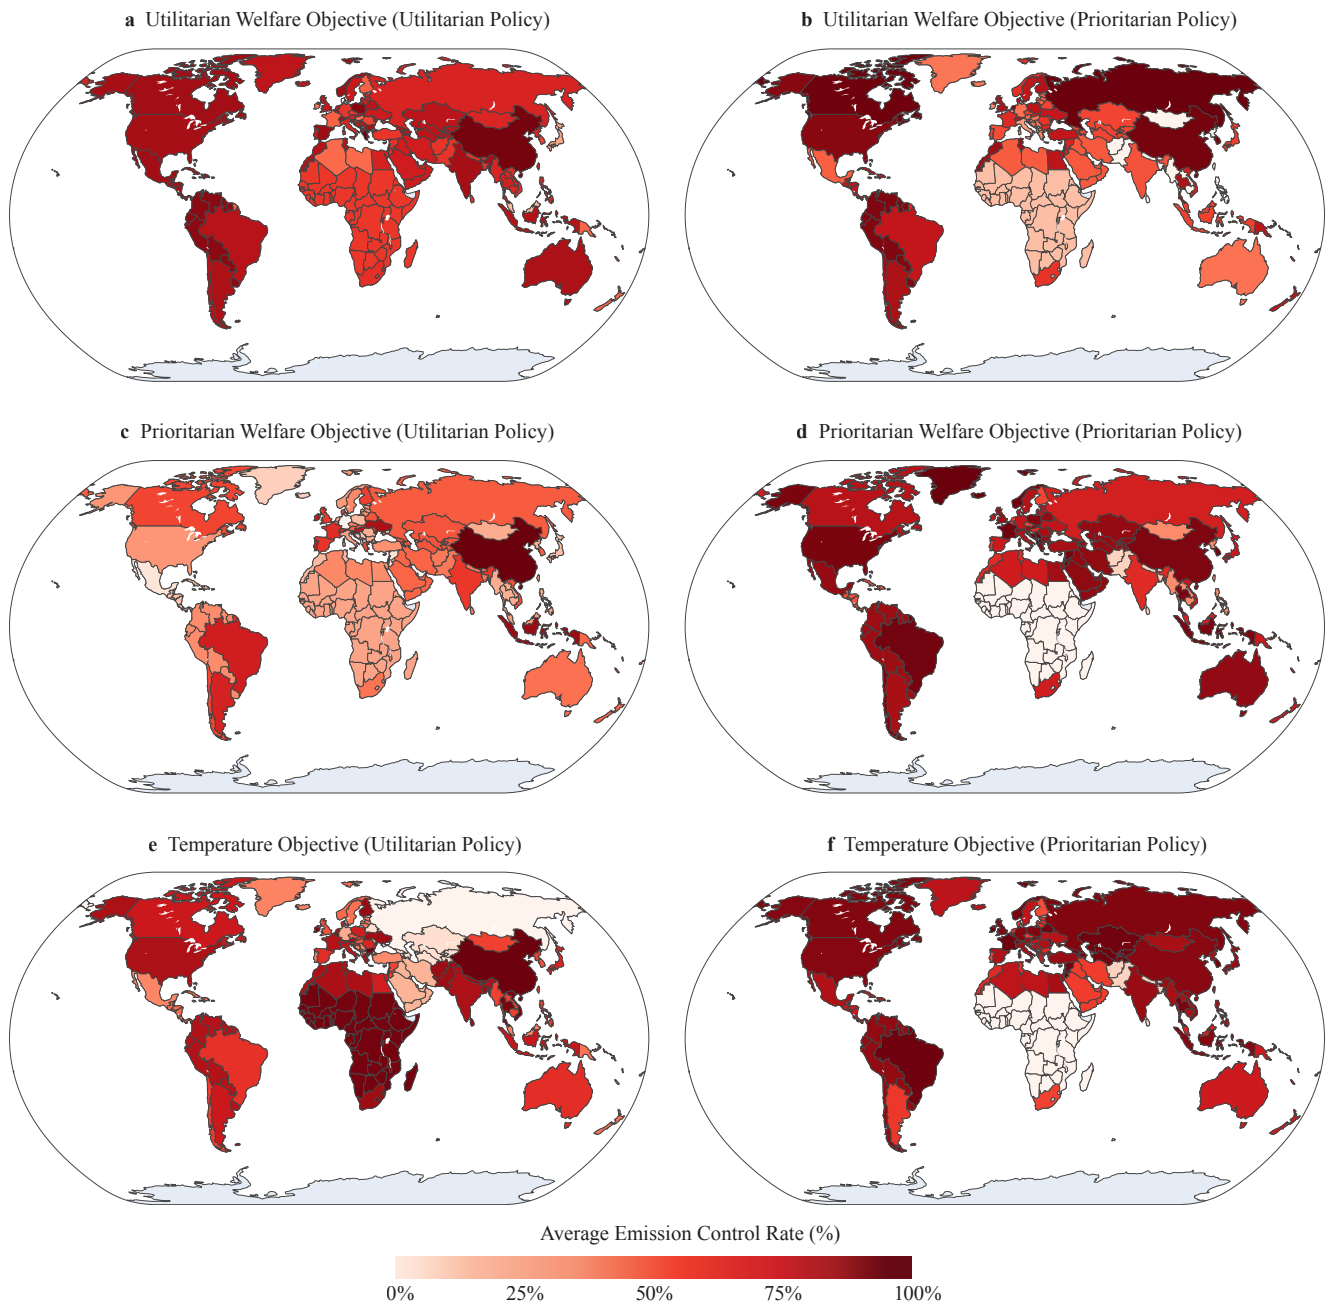 a Utilitarian Welfare Objective (Utilitarian Policy)
b Utilitarian Welfare Objective (Prioritarian Policy)
c Prioritarian Welfare Objective (Utilitarian Policy)
d Prioritarian Welfare Objective (Prioritarian Policy)
e Temperature Objective (Utilitarian Policy)
f Temperature Objective (Prioritarian Policy)
Average Emission Control Rate (%)
0% 25% 50% 75% 100%